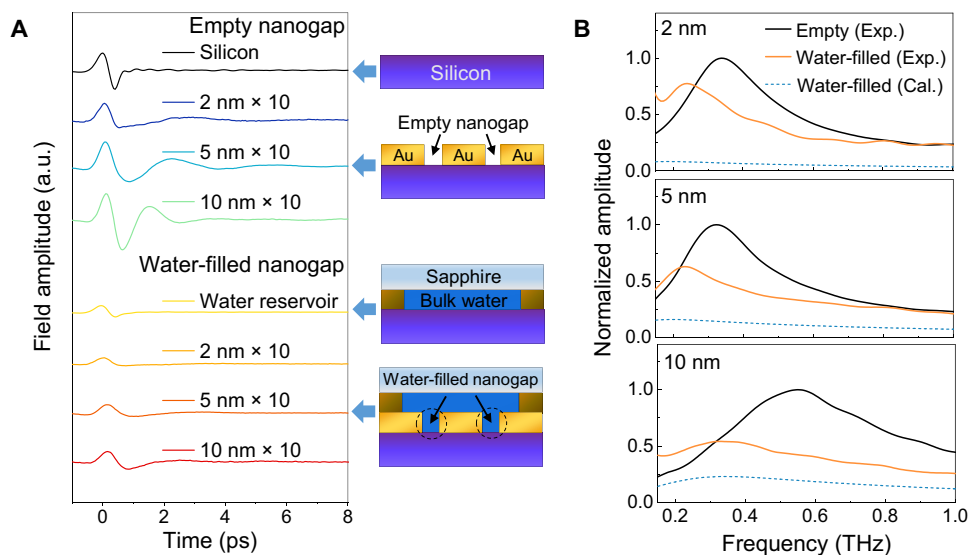 A
Empty nanogap
Silicon
2 nm × 10
5 nm × 10
10 nm × 10
Water-filled nanogap
Water reservoir
2 nm × 10
5 nm × 10
10 nm × 10
Field amplitude (a.u.)
0 2 4 6 8
Time (ps)
Silicon
Empty nanogap
Au Au Au
Sapphire
Bulk water
Water-filled nanogap
B
2 nm
Empty (Exp.)
Water-filled (Exp.)
Water-filled (Cal.)
1.0
0.5
0.0
5 nm
1.0
0.5
0.0
10 nm
1.0
0.5
0.0
Normalized amplitude
0.2 0.4 0.6 0.8 1.0
Frequency (THz)